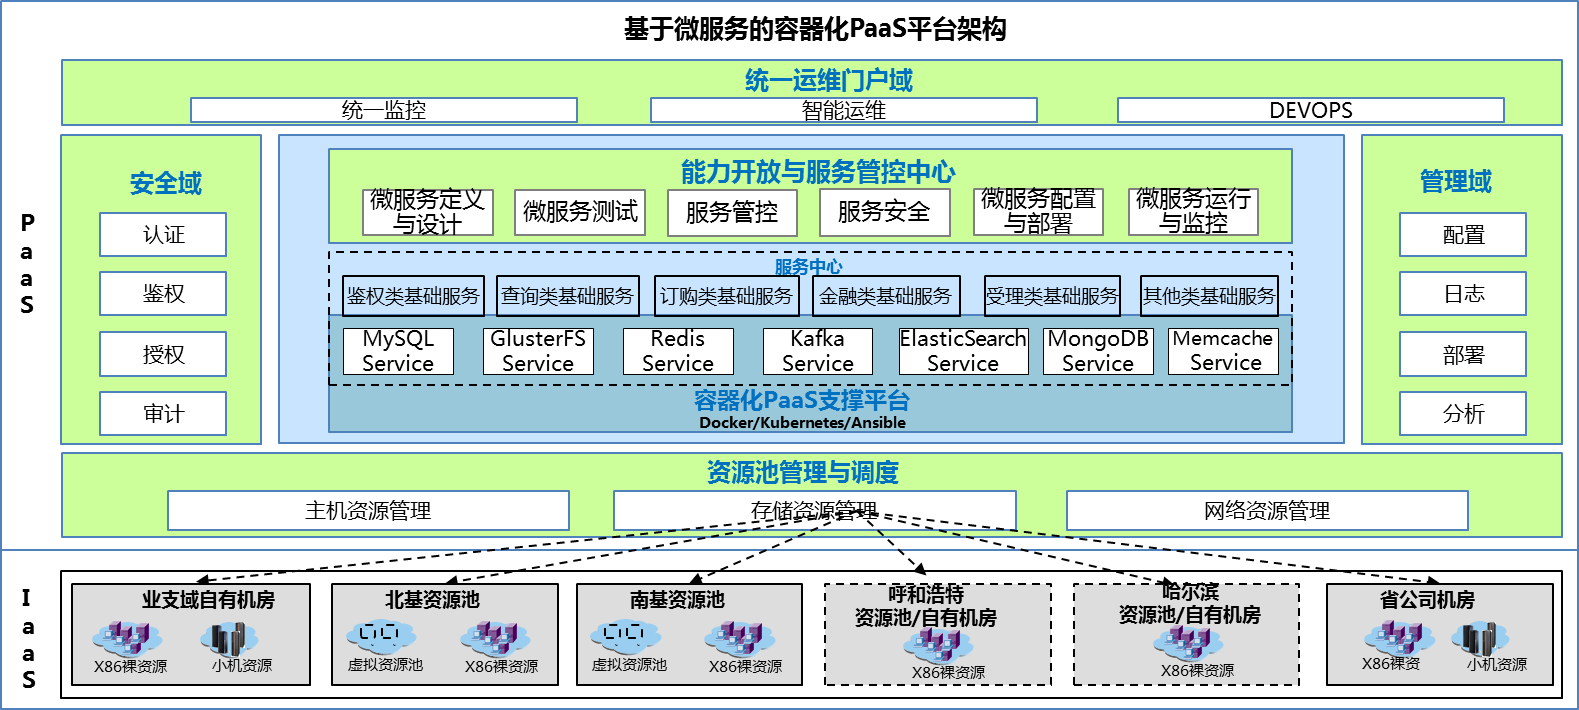 基于微服务的容器化PaaS平台架构
统一运维门户域
统一监控
智能运维
DEVOPS
PaaS
安全域
认证
鉴权
授权
审计
能力开放与服务管控中心
微服务定义
与设计
微服务测试
服务管控
服务安全
微服务配置
与部署
微服务运行
与监控
服务中心
鉴权类基础服务
查询类基础服务
订购类基础服务
金融类基础服务
受理类基础服务
其他类基础服务
MySQL
Service
GlusterFS
Service
Redis
Service
Kafka
Service
ElasticSearch
Service
MongoDB
Service
Memcache
Service
容器化PaaS支撑平台
Docker/Kubernetes/Ansible
管理域
配置
日志
部署
分析
资源池管理与调度
主机资源管理
存储资源管理
网络资源管理
IaaS
业支域自有机房
X86裸资源
小机资源
北基资源池
虚拟资源池
X86裸资源
南基资源池
虚拟资源池
X86裸资源
呼和浩特
资源池/自有机房
X86裸资源
哈尔滨
资源池/自有机房
X86裸资源
省公司机房
X86裸资
小机资源